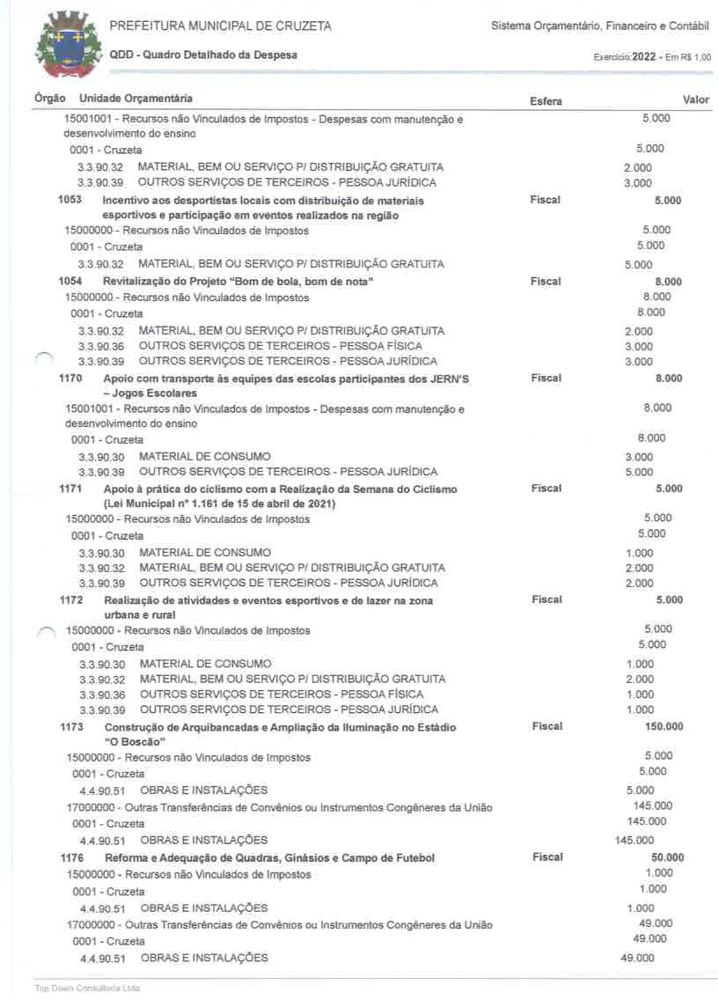 PREFEITURA MUNICIPAL DE CRUZETA
Sistema Orçamentário, Financeiro e Contábil
QDD - Quadro Detalhado da Despesa
Exercício:2022 - Em R$ 1,00
Órgão Unidade Orçamentária Esfera Valor
15001001 - Recursos não Vinculados de Impostos - Despesas com manutenção e 5.000
desenvolvimento do ensino
0001 - Cruzeta 5.000
3.3.90.32 MATERIAL, BEM OU SERVIÇO P/ DISTRIBUIÇÃO GRATUITA 2.000
3.3.90.39 OUTROS SERVIÇOS DE TERCEIROS - PESSOA JURÍDICA 3.000
1053 Incentivo aos desportistas locais com distribuição de materiais Fiscal 5.000
esportivos e participação em eventos realizados na região
15000000 - Recursos não Vinculados de Impostos 5.000
0001 - Cruzeta 5.000
3.3.90.32 MATERIAL, BEM OU SERVIÇO P/ DISTRIBUIÇÃO GRATUITA 5.000
1054 Revitalização do Projeto "Bom de bola, bom de nota" Fiscal 8.000
15000000 - Recursos não Vinculados de Impostos 8.000
0001 - Cruzeta 8.000
3.3.90.32 MATERIAL, BEM OU SERVIÇO P/ DISTRIBUIÇÃO GRATUITA 2.000
3.3.90.36 OUTROS SERVIÇOS DE TERCEIROS - PESSOA FÍSICA 3.000
3.3.90.39 OUTROS SERVIÇOS DE TERCEIROS - PESSOA JURÍDICA 3.000
1170 Apoio com transporte às equipes das escolas participantes dos JERN'S Fiscal 8.000
– Jogos Escolares
15001001 - Recursos não Vinculados de Impostos - Despesas com manutenção e 8.000
desenvolvimento do ensino
0001 - Cruzeta 8.000
3.3.90.30 MATERIAL DE CONSUMO 3.000
3.3.90.39 OUTROS SERVIÇOS DE TERCEIROS - PESSOA JURÍDICA 5.000
1171 Apoio à prática do ciclismo com a Realização da Semana do Ciclismo Fiscal 5.000
(Lei Municipal nº 1.161 de 15 de abril de 2021)
15000000 - Recursos não Vinculados de Impostos 5.000
0001 - Cruzeta 5.000
3.3.90.30 MATERIAL DE CONSUMO 1.000
3.3.90.32 MATERIAL, BEM OU SERVIÇO P/ DISTRIBUIÇÃO GRATUITA 2.000
3.3.90.39 OUTROS SERVIÇOS DE TERCEIROS - PESSOA JURÍDICA 2.000
1172 Realização de atividades e eventos esportivos e de lazer na zona Fiscal 5.000
urbana e rural
15000000 - Recursos não Vinculados de Impostos 5.000
0001 - Cruzeta 5.000
3.3.90.30 MATERIAL DE CONSUMO 1.000
3.3.90.32 MATERIAL, BEM OU SERVIÇO P/ DISTRIBUIÇÃO GRATUITA 2.000
3.3.90.36 OUTROS SERVIÇOS DE TERCEIROS - PESSOA FÍSICA 1.000
3.3.90.39 OUTROS SERVIÇOS DE TERCEIROS - PESSOA JURÍDICA 1.000
1173 Construção de Arquibancadas e Ampliação da Iluminação no Estádio Fiscal 150.000
"O Boscão"
15000000 - Recursos não Vinculados de Impostos 5.000
0001 - Cruzeta 5.000
4.4.90.51 OBRAS E INSTALAÇÕES 5.000
17000000 - Outras Transferências de Convênios ou Instrumentos Congêneres da União 145.000
0001 - Cruzeta 145.000
4.4.90.51 OBRAS E INSTALAÇÕES 145.000
1176 Reforma e Adequação de Quadras, Ginásios e Campo de Futebol Fiscal 50.000
15000000 - Recursos não Vinculados de Impostos 1.000
0001 - Cruzeta 1.000
4.4.90.51 OBRAS E INSTALAÇÕES 1.000
17000000 - Outras Transferências de Convênios ou Instrumentos Congêneres da União 49.000
0001 - Cruzeta 49.000
4.4.90.51 OBRAS E INSTALAÇÕES 49.000
Top Down Consultoria Ltda